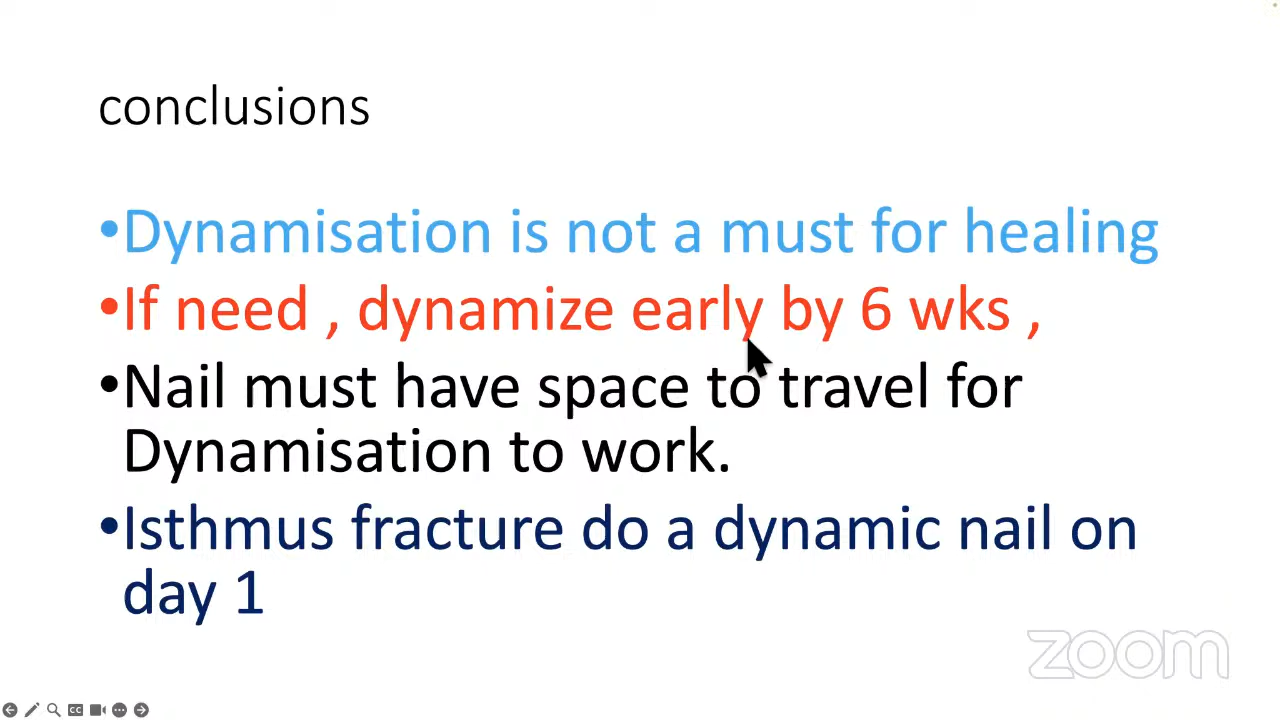 conclusions
•Dynamisation is not a must for healing
•If need , dynamize early by 6 wks ,
•Nail must have space to travel for
Dynamisation to work.
•Isthmus fracture do a dynamic nail on
day 1
zoom